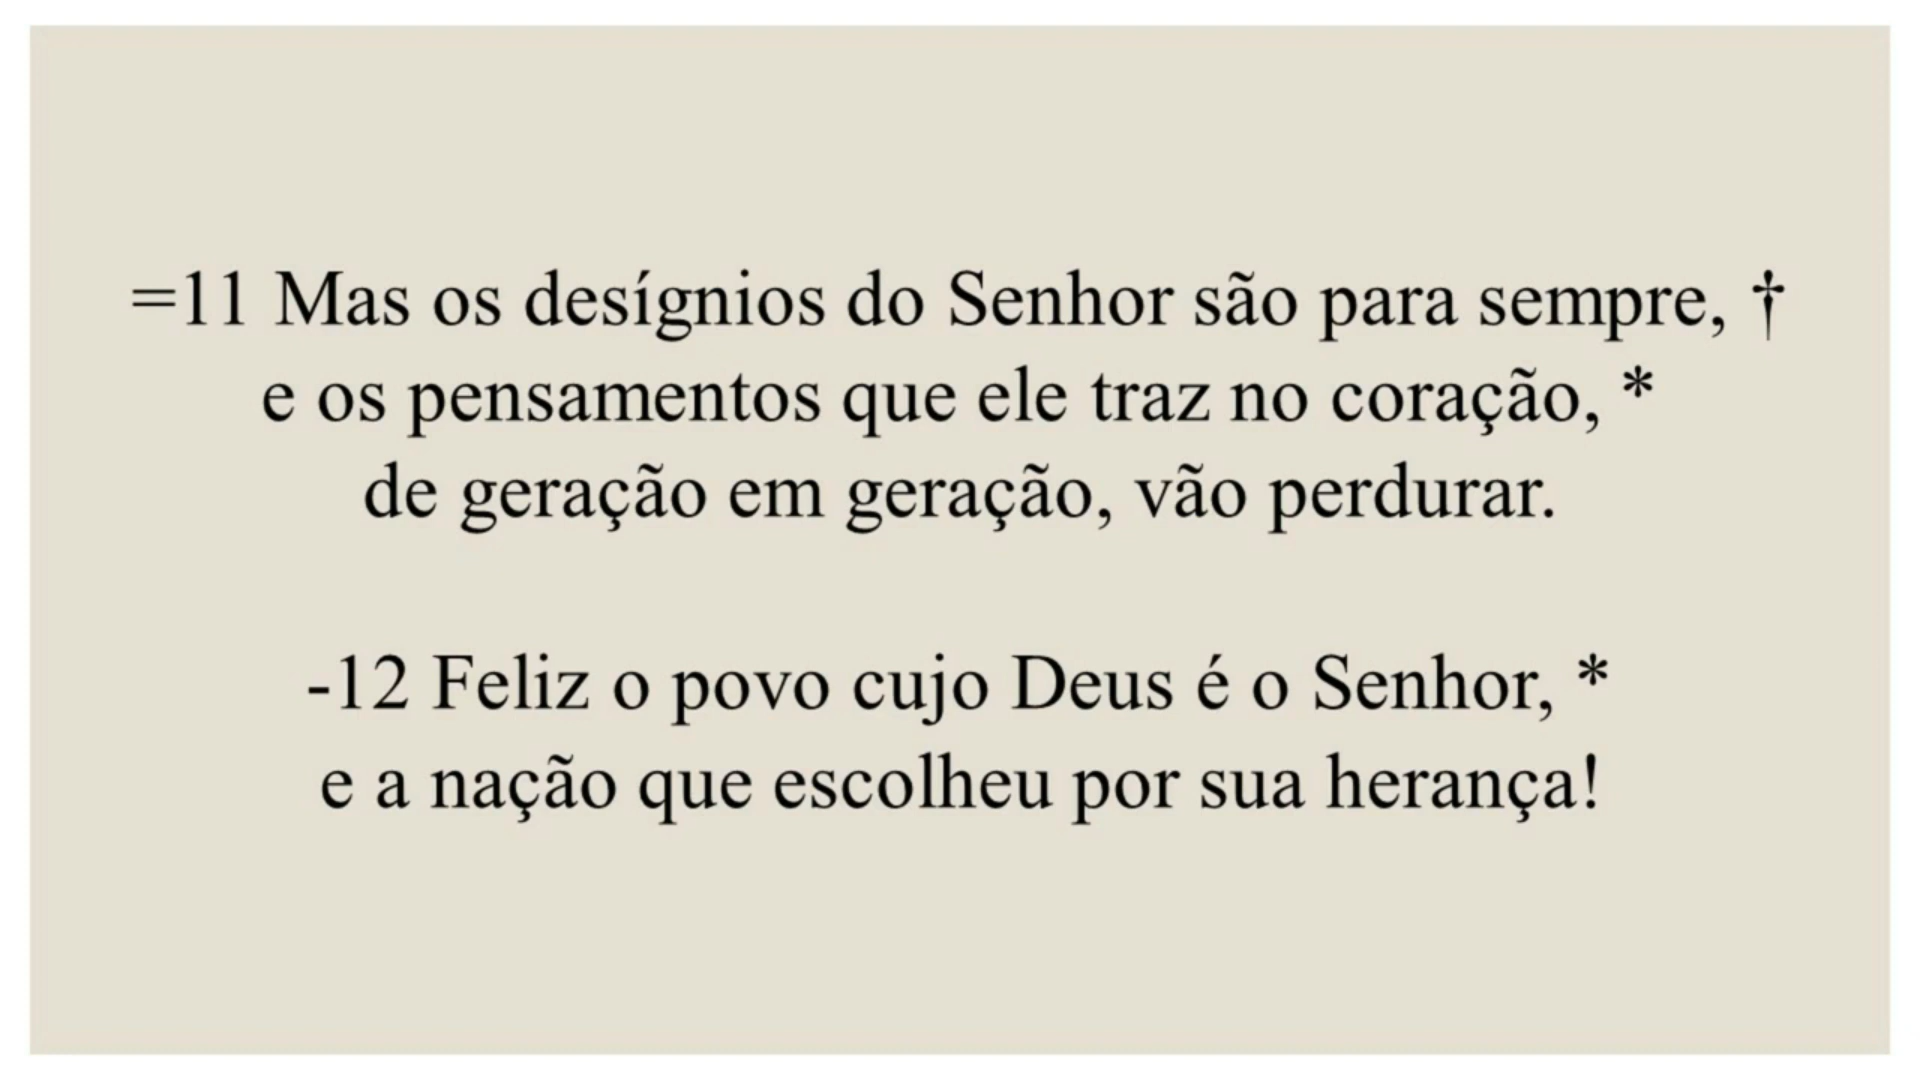 =11 Mas os desígnios do Senhor são para sempre, †
e os pensamentos que ele traz no coração, *
de geração em geração, vão perdurar.
-12 Feliz o povo cujo Deus é o Senhor, *
e a nação que escolheu por sua herança!